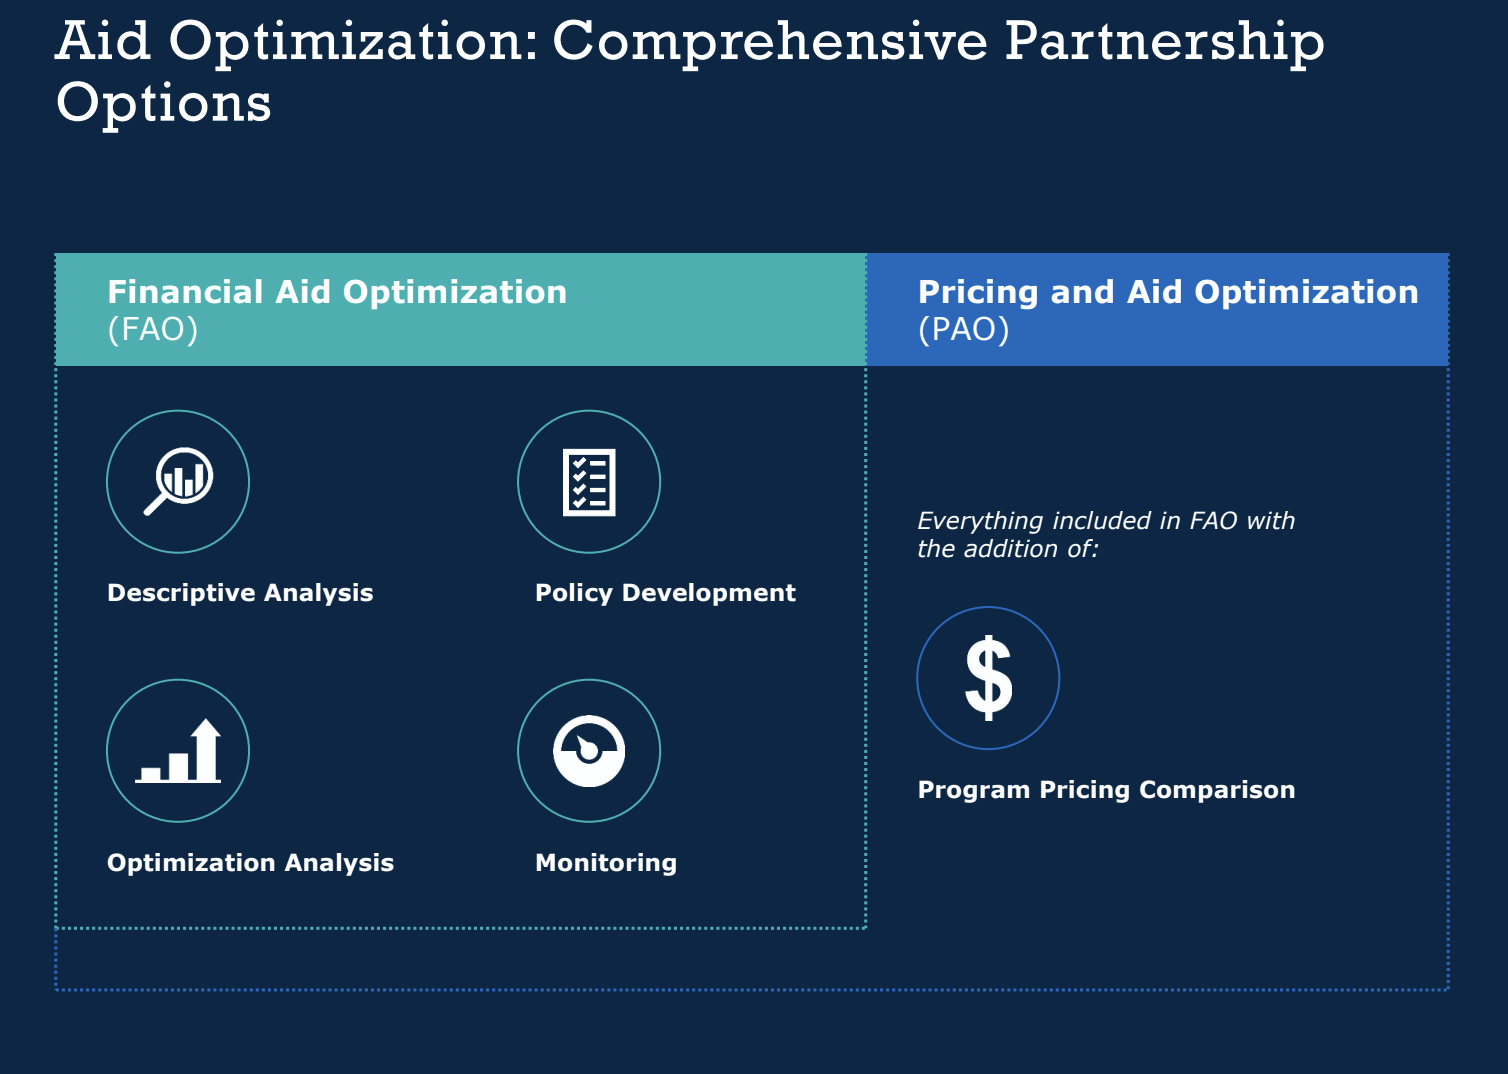 Aid Optimization: Comprehensive Partnership
Options
Financial Aid Optimization
(FAO)
Pricing and Aid Optimization
(PAO)
Descriptive Analysis
Policy Development
Optimization Analysis
Monitoring
Everything included in FAO with
the addition of:
$
Program Pricing Comparison